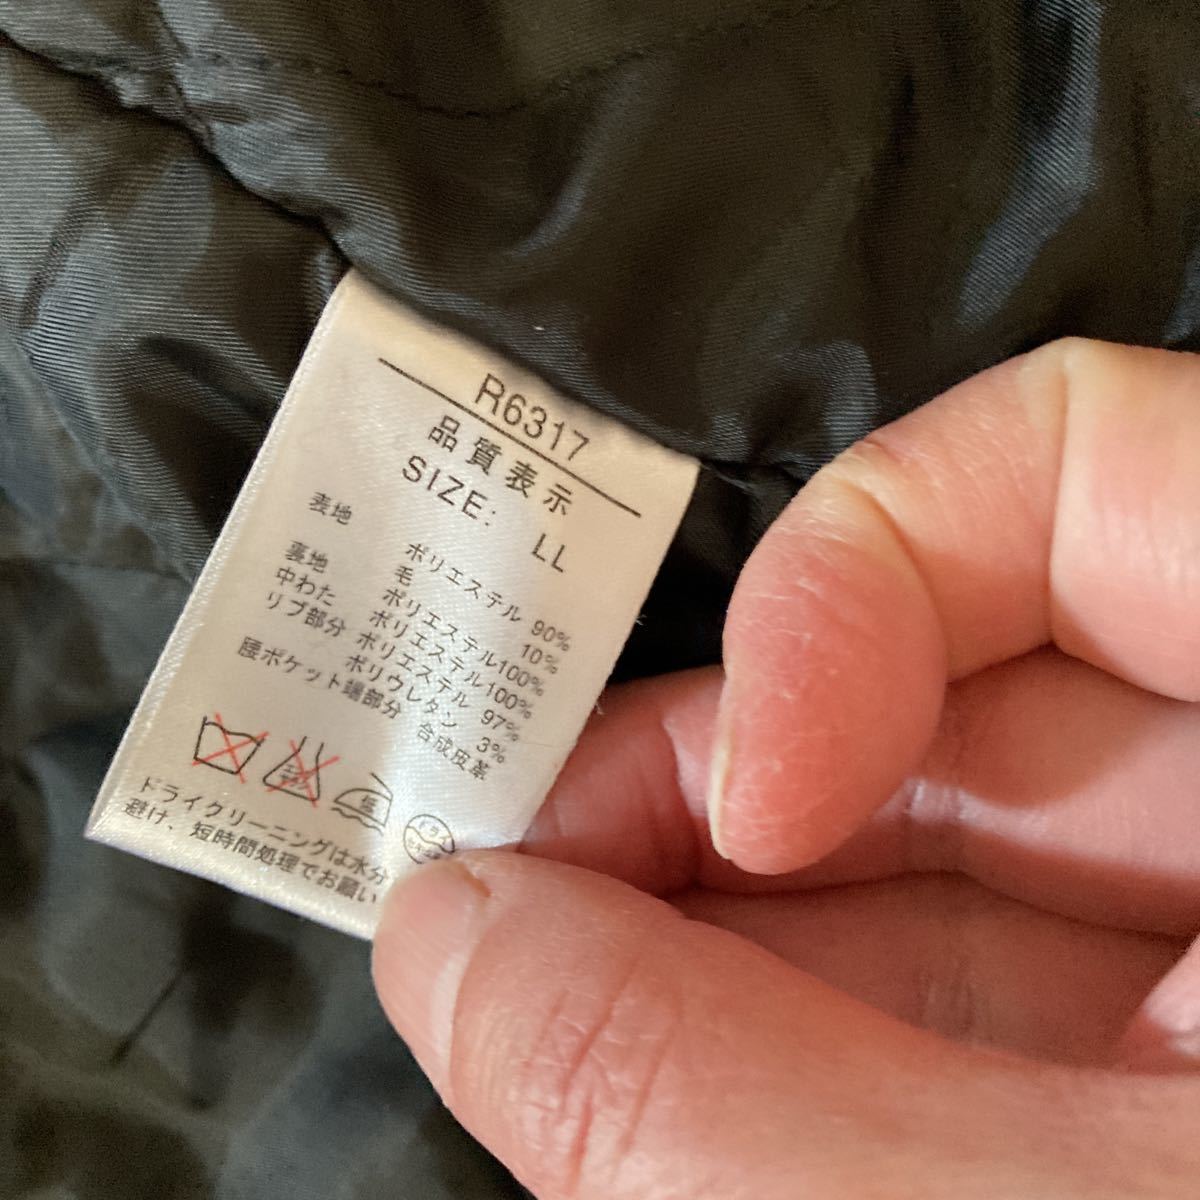 R6317
品質表示
SIZE: LL
表地 ポリエステル 90%
毛 10%
裏地 ポリエステル100%
中わた ポリエステル100%
リブ部分 ポリエステル 97%
ポリウレタン 3%
腰ポケット端部分 合成皮革
ドライクリーニングは水分
避け、短時間処理でお願い